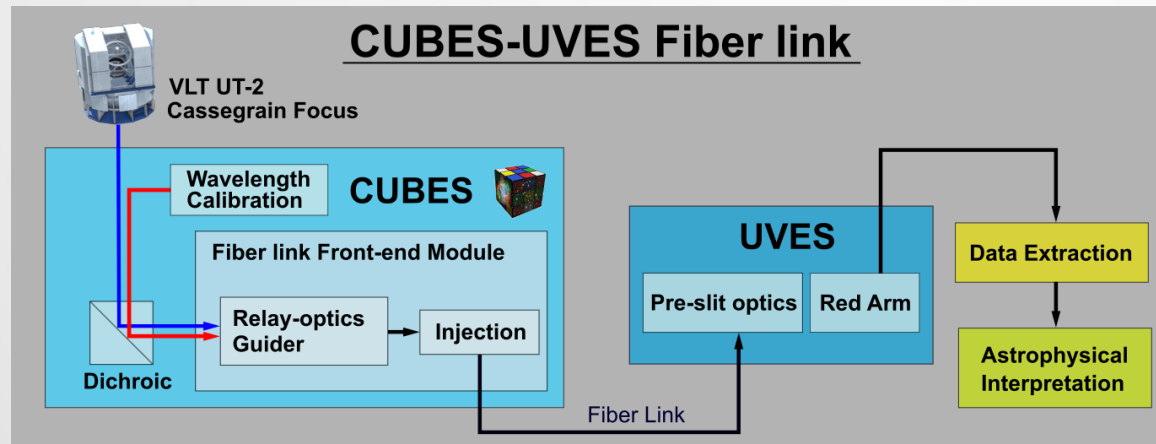 CUBES-UVES Fiber link
VLT UT-2
Cassegrain Focus
Wavelength
Calibration
CUBES
Fiber link Front-end Module
Relay-optics
Guider
Injection
Dichroic
Fiber Link
UVES
Pre-slit optics
Red Arm
Data Extraction
Astrophysical
Interpretation